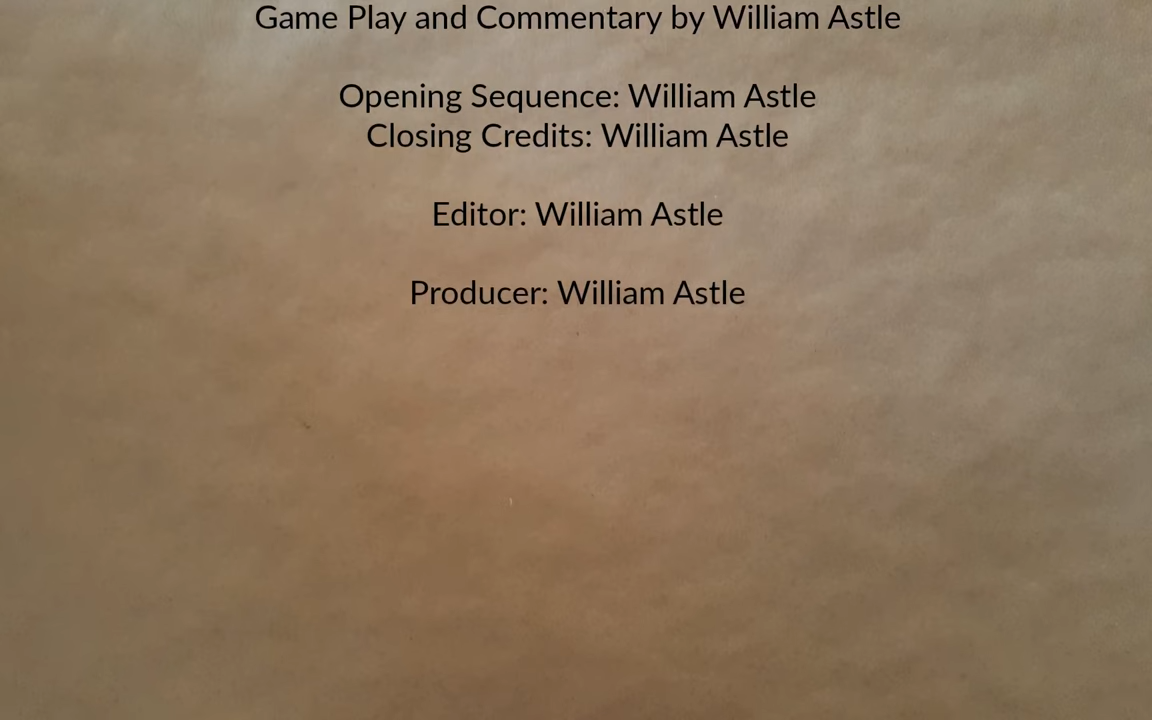 Game Play and Commentary by William Astle
Opening Sequence: William Astle
Closing Credits: William Astle
Editor: William Astle
Producer: William Astle